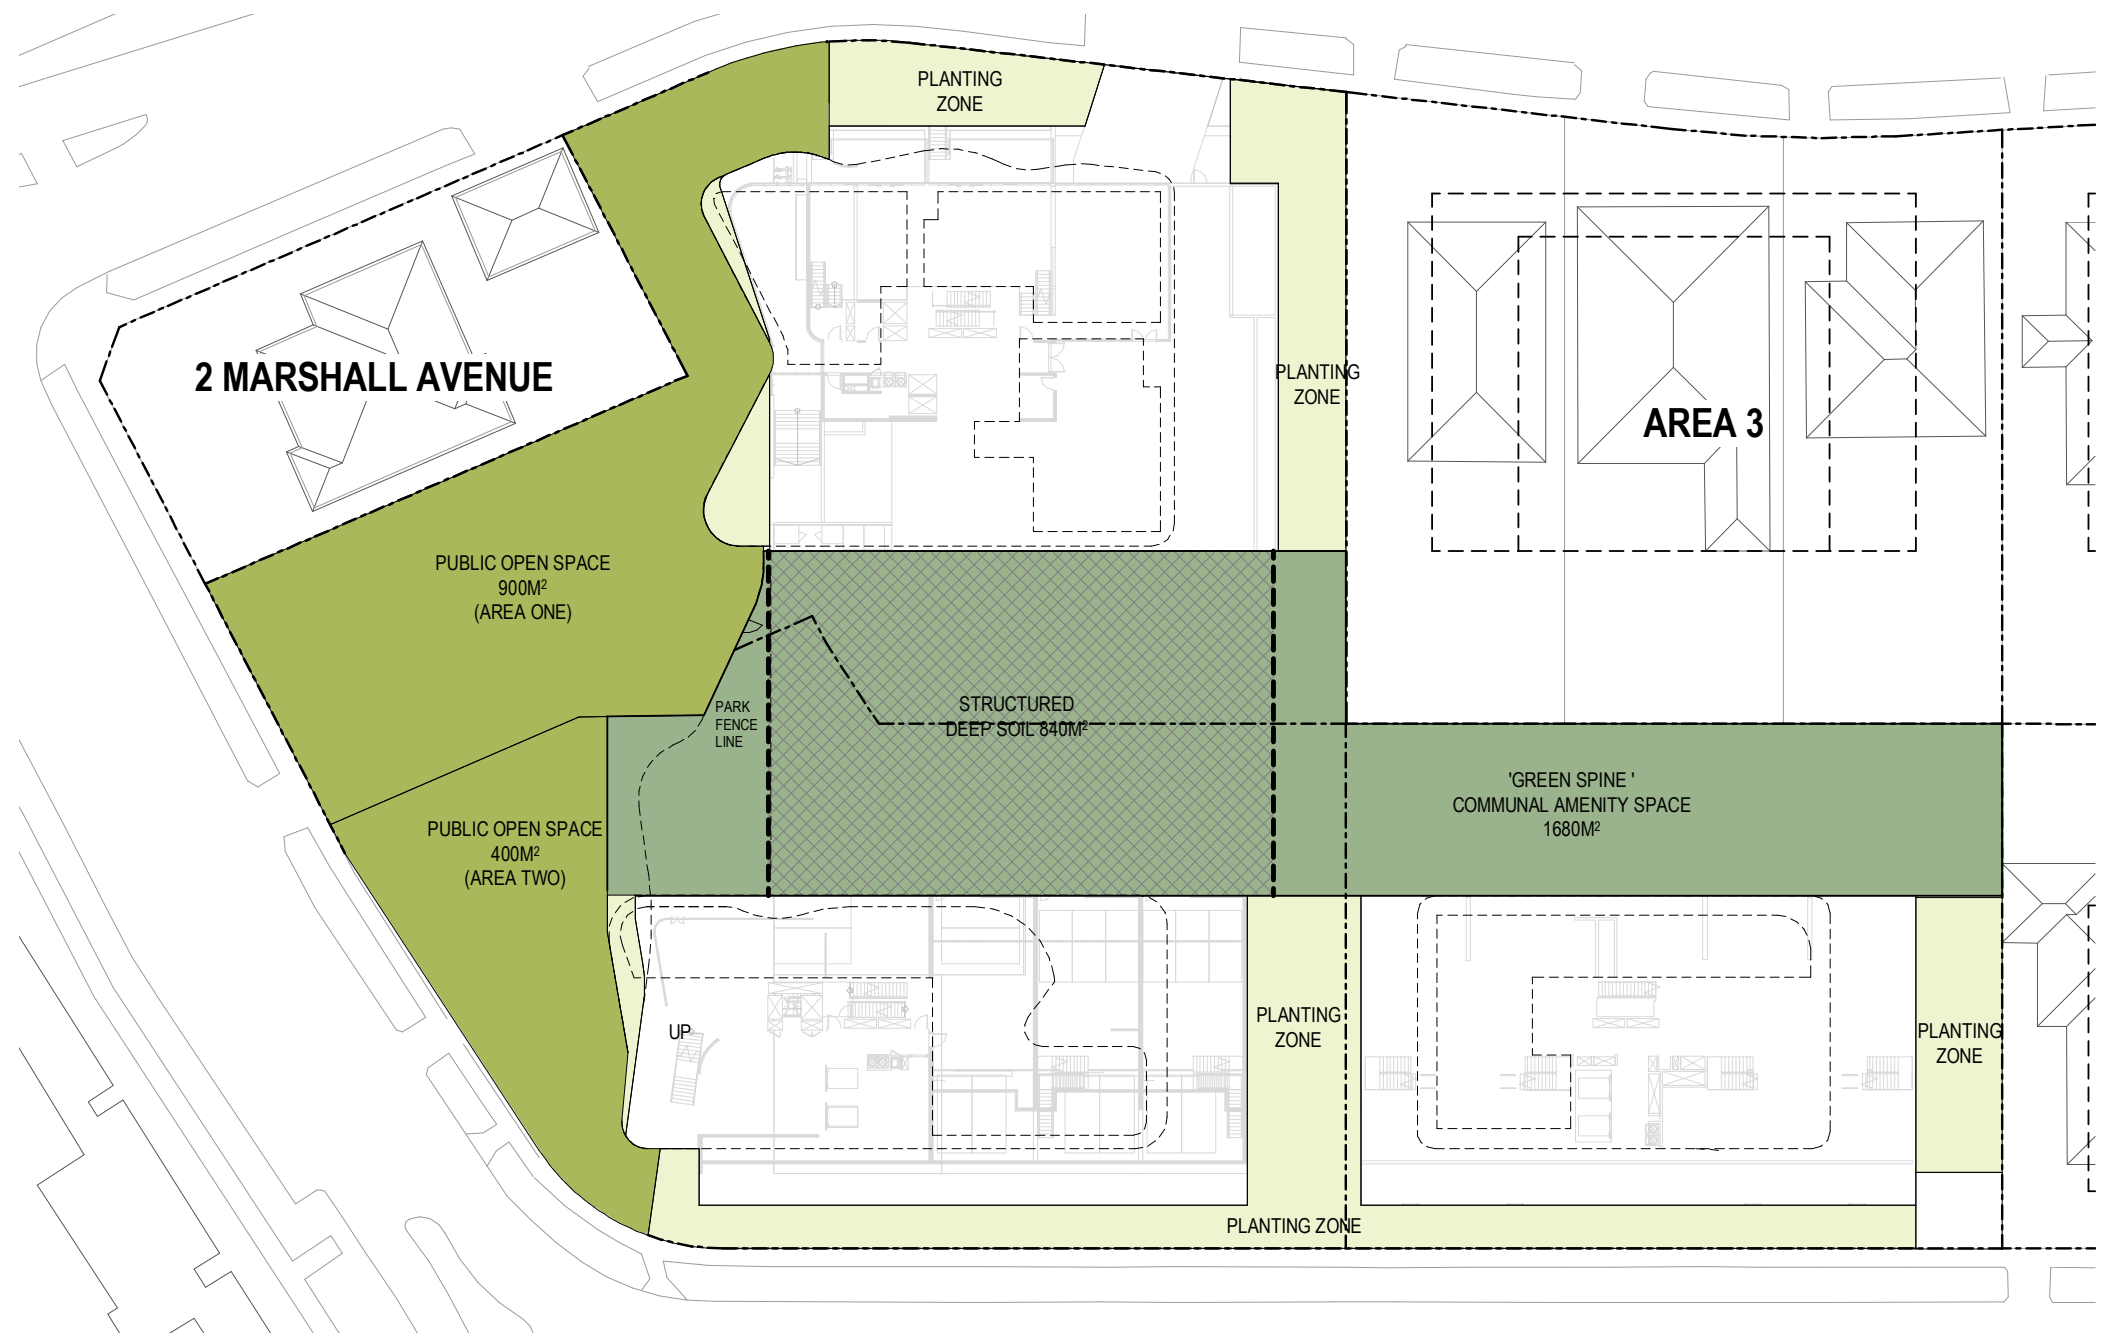 PLANTING
ZONE
2 MARSHALL AVENUE
PLANTING
ZONE
AREA 3
PUBLIC OPEN SPACE
900M²
(AREA ONE)
PARK
FENCE
LINE
STRUCTURED
DEEP SOIL 840M²
'GREEN SPINE '
COMMUNAL AMENITY SPACE
1680M²
PUBLIC OPEN SPACE
400M²
(AREA TWO)
UP
PLANTING
ZONE
PLANTING
ZONE
PLANTING ZONE